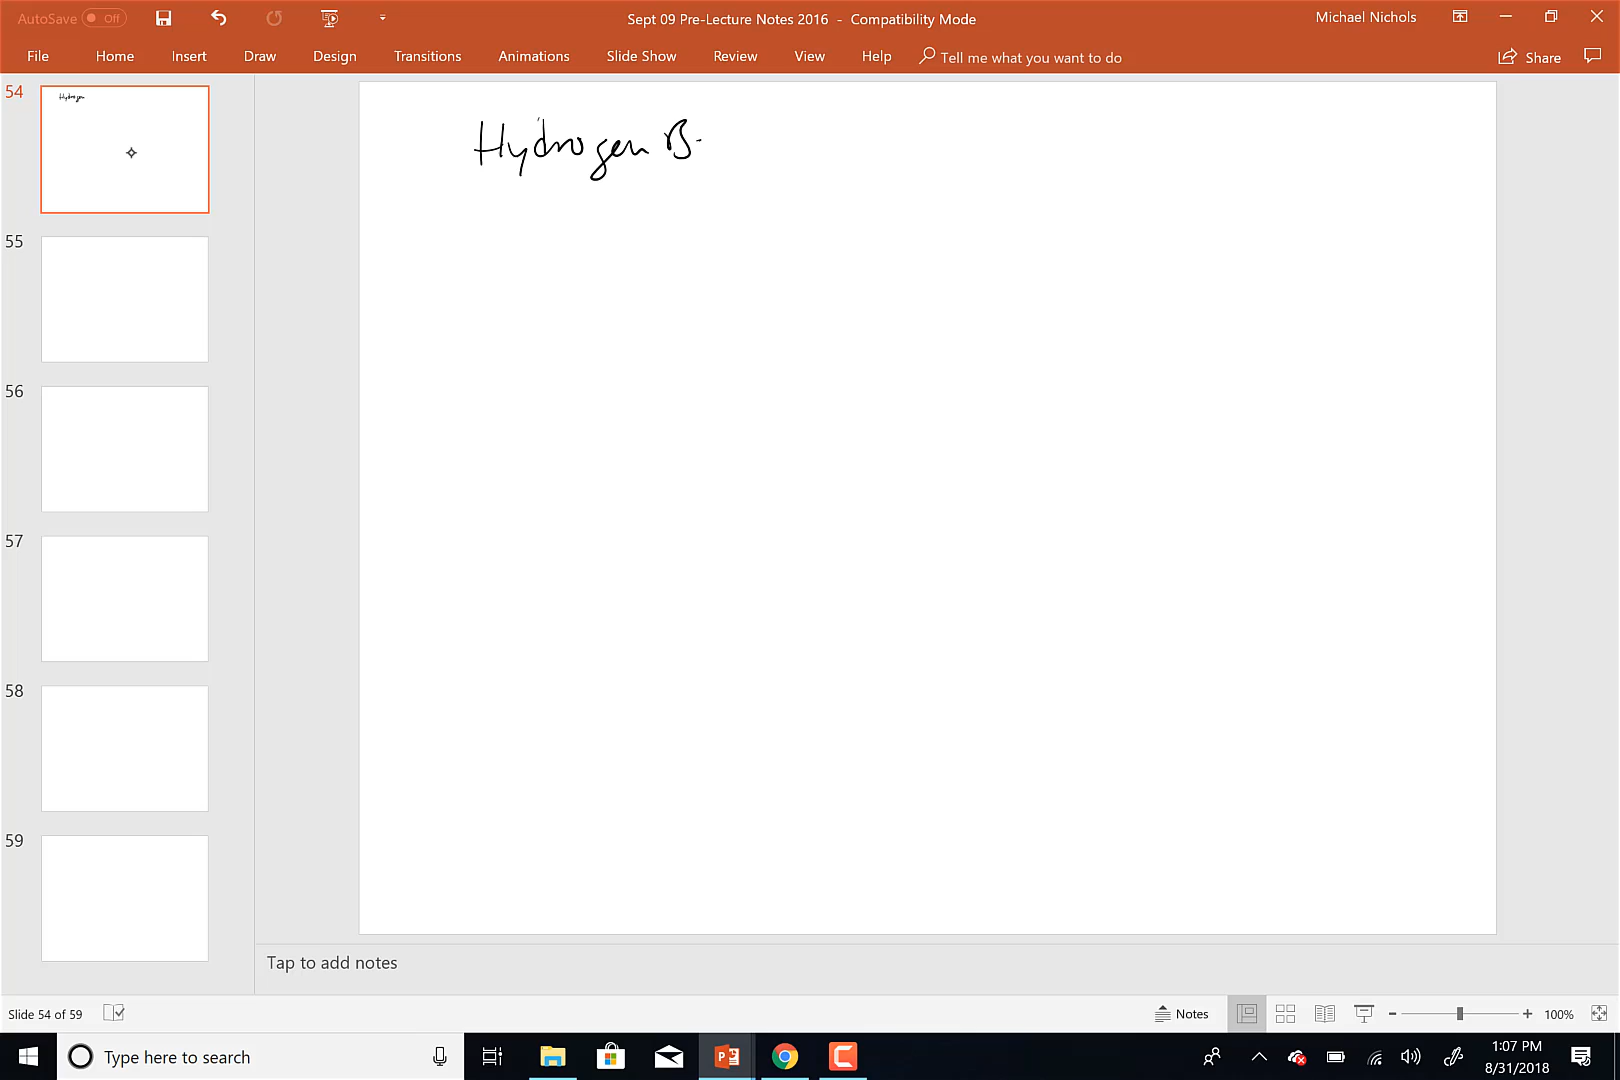 AutoSave Off
Sept 09 Pre-Lecture Notes 2016 - Compatibility Mode
Michael Nichols
File Home Insert Draw Design Transitions Animations Slide Show Review View Help Tell me what you want to do Share
54
Hydrogen
Hydrogen B
55
56
57
58
59
Tap to add notes
Slide 54 of 59
Notes
100%
Type here to search
1:07 PM
8/31/2018